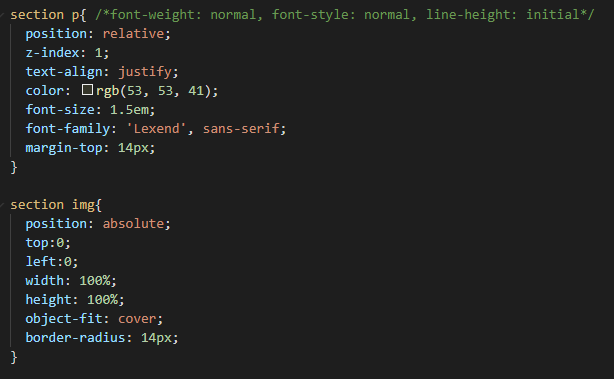 section p{ /*font-weight: normal, font-style: normal, line-height: initial*/
position: relative;
z-index: 1;
text-align: justify;
color: rgb(53, 53, 41);
font-size: 1.5em;
font-family: 'Lexend', sans-serif;
margin-top: 14px;
}
section img{
position: absolute;
top:0;
left:0;
width: 100%;
height: 100%;
object-fit: cover;
border-radius: 14px;
}